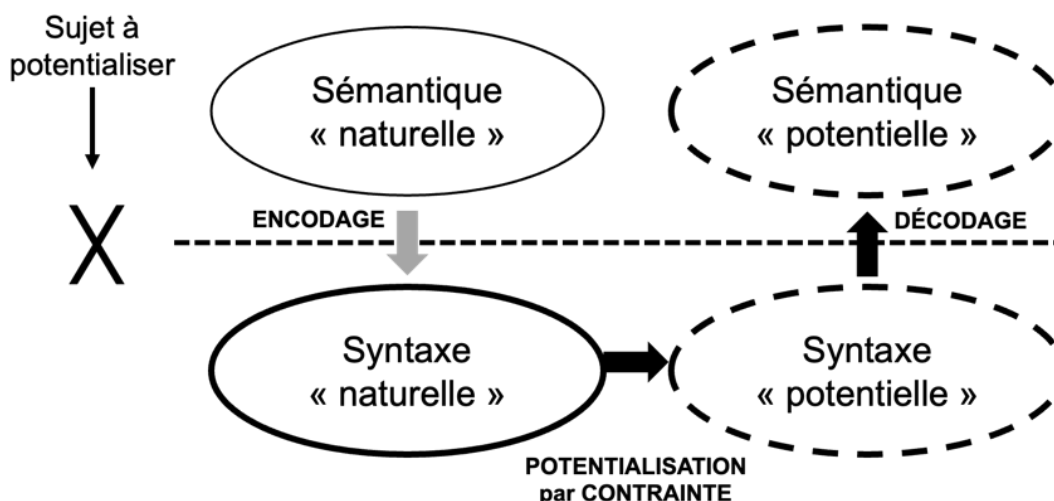 Sujet à
potentialiser
X
Sémantique
« naturelle »
Sémantique
« potentielle »
ENCODAGE
DÉCODAGE
Syntaxe
« naturelle »
Syntaxe
« potentielle »
POTENTIALISATION
par CONTRAINTE